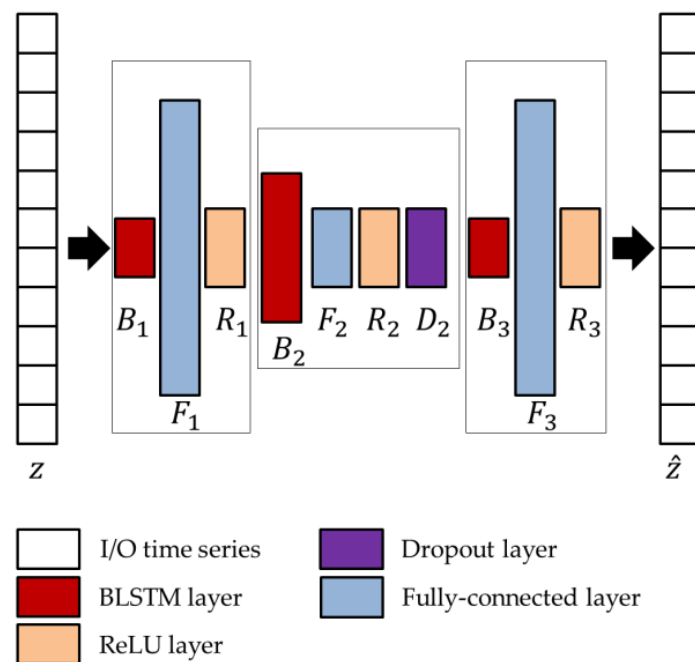 B₁ R₁ F₂ R₂ D₂ B₃ R₃
B₂
F₁ F₃
z ẑ
I/O time series Dropout layer
BLSTM layer Fully-connected layer
ReLU layer